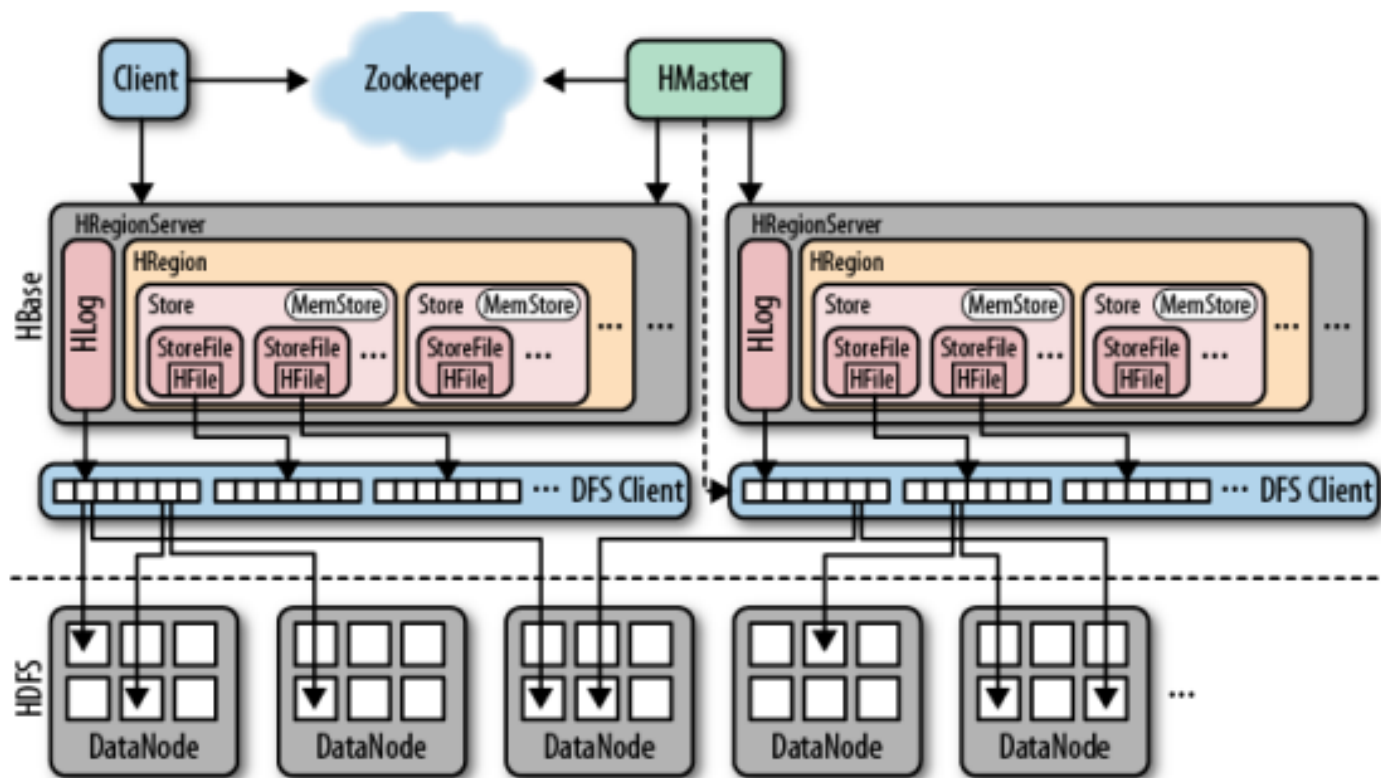 Client
Zookeeper
HMaster
HBase
HRegionServer
HLog
HRegion
Store
MemStore
StoreFile
HFile
StoreFile
HFile
...
Store
MemStore
StoreFile
HFile
...
...
...
HRegionServer
HLog
HRegion
Store
MemStore
StoreFile
HFile
StoreFile
HFile
...
Store
MemStore
StoreFile
HFile
...
...
...
... DFS Client
... DFS Client
HDFS
DataNode
DataNode
DataNode
DataNode
DataNode
...